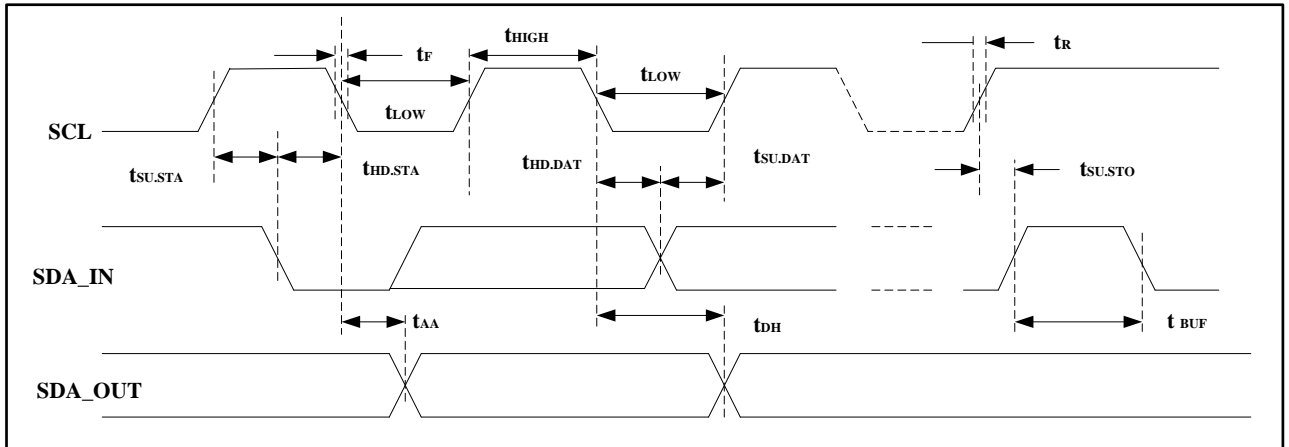 tHIGH
tF
tR
tLOW
tLOW
SCL
tSU.STA
tHD.STA
tHD.DAT
tSU.DAT
tSU.STO
SDA_IN
tAA
tDH
t BUF
SDA_OUT